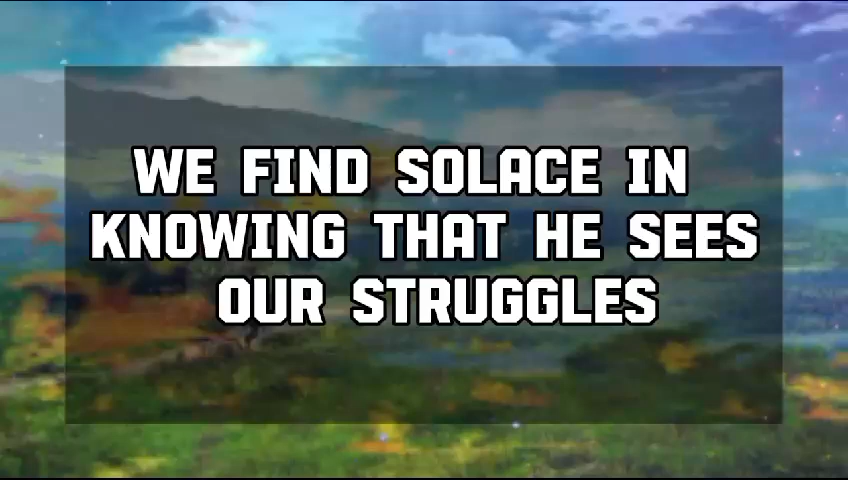 WE FIND SOLACE IN
KNOWING THAT HE SEES
OUR STRUGGLES